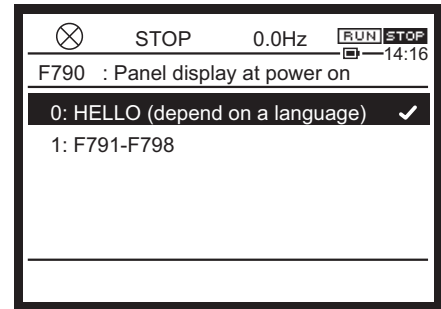 STOP 0.0Hz RUN STOP
14:16
F790 : Panel display at power on
0: HELLO (depend on a language)
1: F791-F798